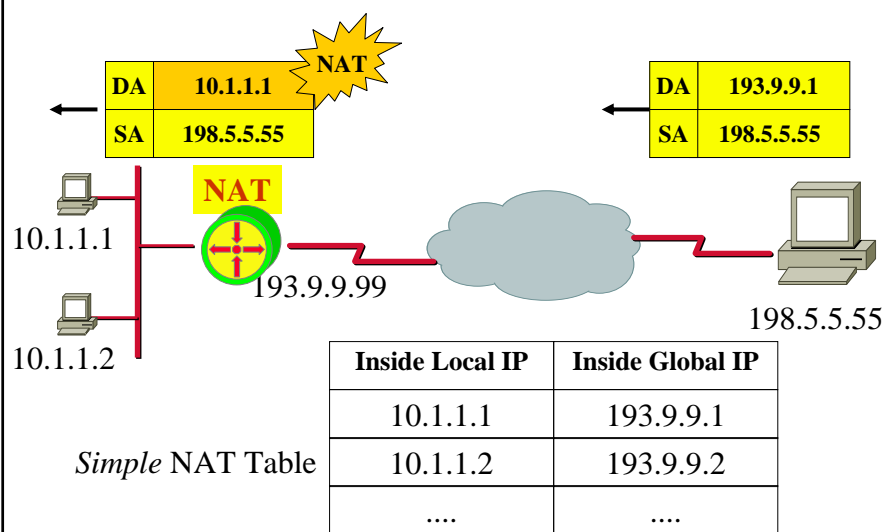 NAT
DA 10.1.1.1
SA 198.5.5.55
DA 193.9.9.1
SA 198.5.5.55
NAT
10.1.1.1
193.9.9.99
198.5.5.55
10.1.1.2
Inside Local IP Inside Global IP
10.1.1.1 193.9.9.1
Simple NAT Table 10.1.1.2 193.9.9.2
.... ....